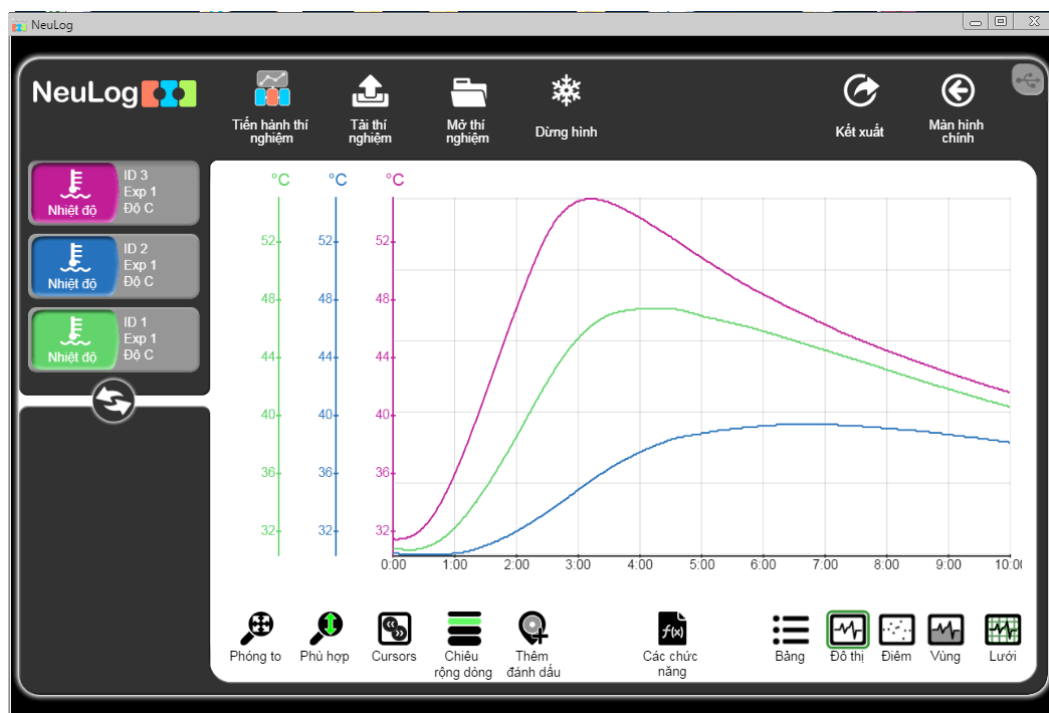 NeuLog
NeuLog
Tiến hành thí
nghiệm
Tải thí
nghiệm
Mở thí
nghiệm
Dừng hình
Kết xuất
Màn hình
chính
Nhiệt độ
ID 3
Exp 1
Độ C
Nhiệt độ
ID 2
Exp 1
Độ C
Nhiệt độ
ID 1
Exp 1
Độ C
°C °C °C
52 52 52
48 48 48
44 44 44
40 40 40
36 36 36
32 32 32
0:00 1:00 2:00 3:00 4:00 5:00 6:00 7:00 8:00 9:00 10:0
Phóng to
Phù hợp
Cursors
Chiều
rộng dòng
Thêm
đánh dấu
f(x)
Các chức
năng
Bảng
Đồ thị
Điểm
Vùng
Lưới